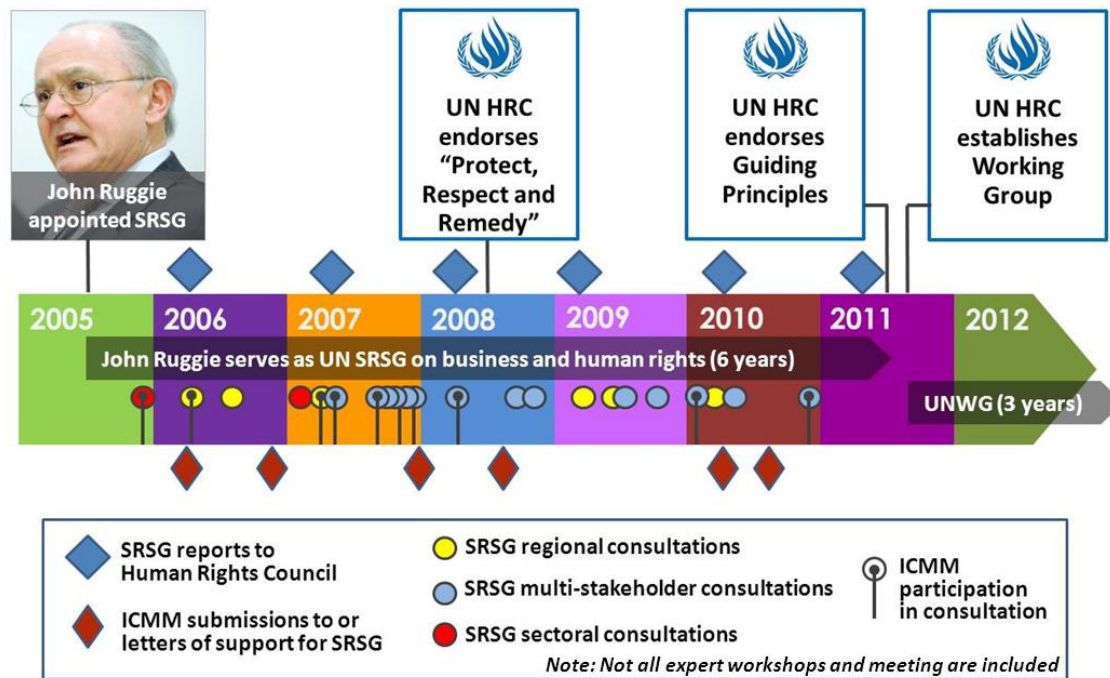 John Ruggie
appointed SRSG
UN HRC
endorses
“Protect,
Respect and
Remedy”
UN HRC
endorses
Guiding
Principles
UN HRC
establishes
Working
Group
2005
2006
2007
2008
2009
2010
2011
2012
John Ruggie serves as UN SRSG on business and human rights (6 years)
UNWG (3 years)
SRSG reports to
Human Rights Council
ICMM submissions to or
letters of support for SRSG
SRSG regional consultations
SRSG multi-stakeholder consultations
SRSG sectoral consultations
ICMM
participation
in consultation
Note: Not all expert workshops and meeting are included